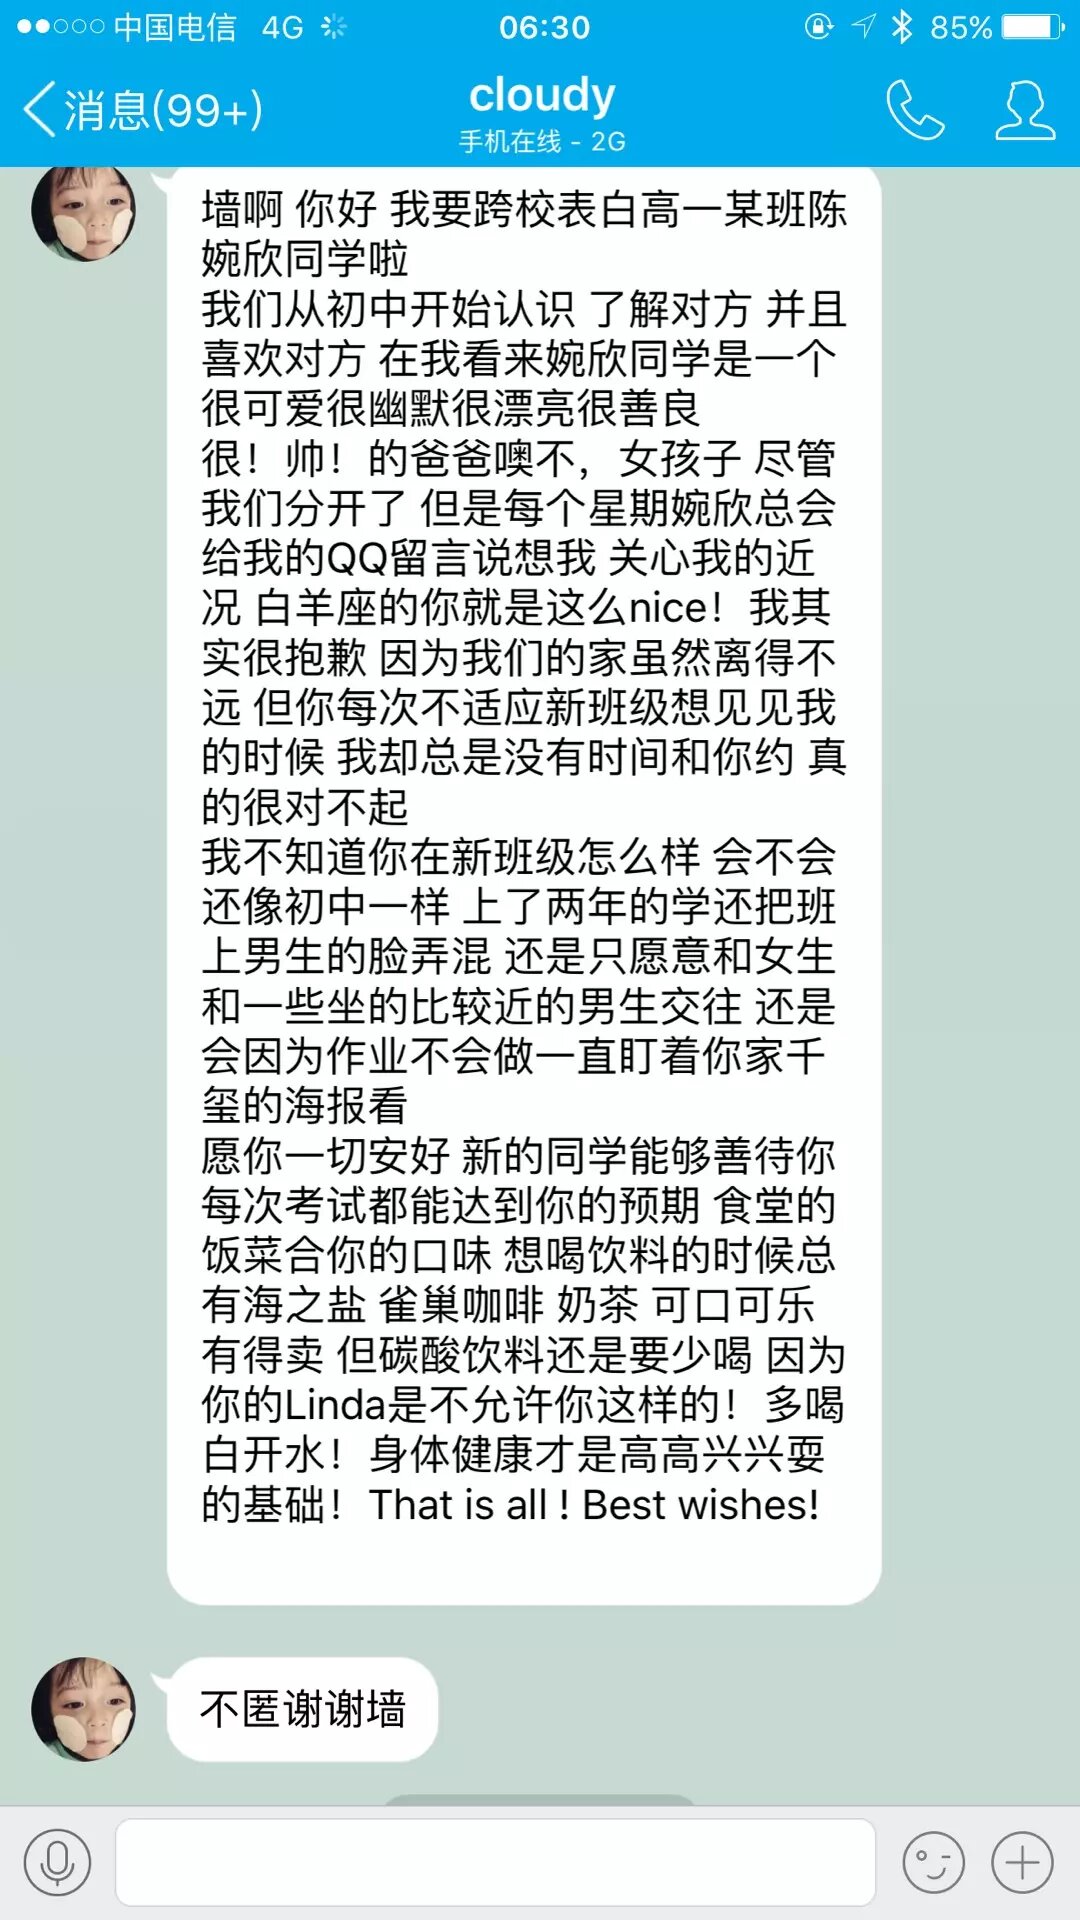 中国电信 4G 06:30 85%
消息(99+) cloudy
手机在线 - 2G
墙啊 你好 我要跨校表白高一某班陈
婉欣同学啦
我们从初中开始认识 了解对方 并且
喜欢对方 在我看来婉欣同学是一个
很可爱很幽默很漂亮很善良
很！帅！的爸爸噢不，女孩子 尽管
我们分开了 但是每个星期婉欣总会
给我的QQ留言说想我 关心我的近
况 白羊座的你就是这么nice！我其
实很抱歉 因为我们的家虽然离得不
远 但你每次不适应新班级想见见我
的时候 我却总是没有时间和你约 真
的很对不起
我不知道你在新班级怎么样 会不会
还像初中一样 上了两年的学还把班
上男生的脸弄混 还是只愿意和女生
和一些坐的比较近的男生交往 还是
会因为作业不会做一直盯着你家千
玺的海报看
愿你一切安好 新的同学能够善待你
每次考试都能达到你的预期 食堂的
饭菜合你的口味 想喝饮料的时候总
有海之盐 雀巢咖啡 奶茶 可口可乐
有得卖 但碳酸饮料还是要少喝 因为
你的Linda是不允许你这样的！多喝
白开水！身体健康才是高高兴兴耍
的基础！That is all ! Best wishes!
不匿谢谢墙